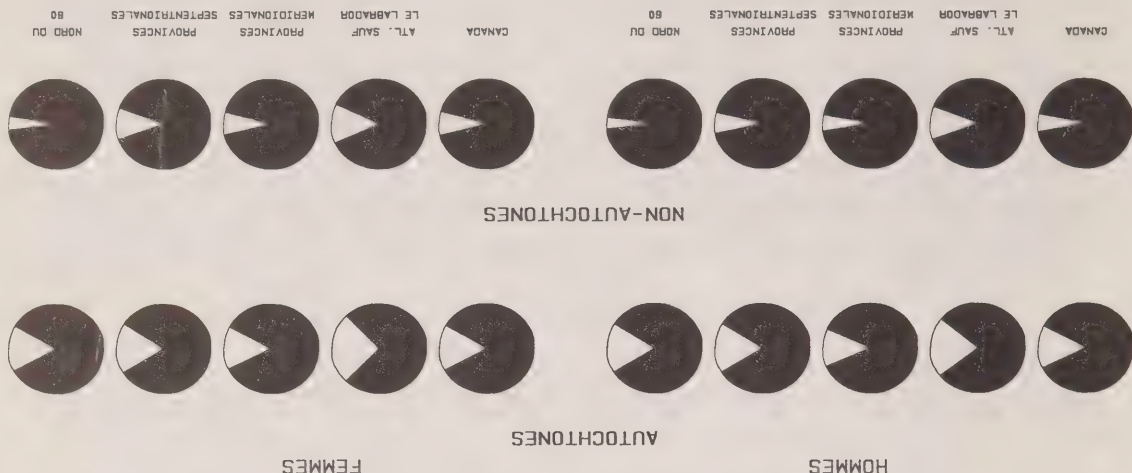 HOMMES
FEMMES
AUTOCHTONES
NON-AUTOCHTONES
CANADA
ATL. SAUF
LE LABRADOR
PROVINCES
MERIDIONALES
PROVINCES
SEPTENTRIONALES
NORD DU
60
CANADA
ATL. SAUF
LE LABRADOR
PROVINCES
MERIDIONALES
PROVINCES
SEPTENTRIONALES
NORD DU
60